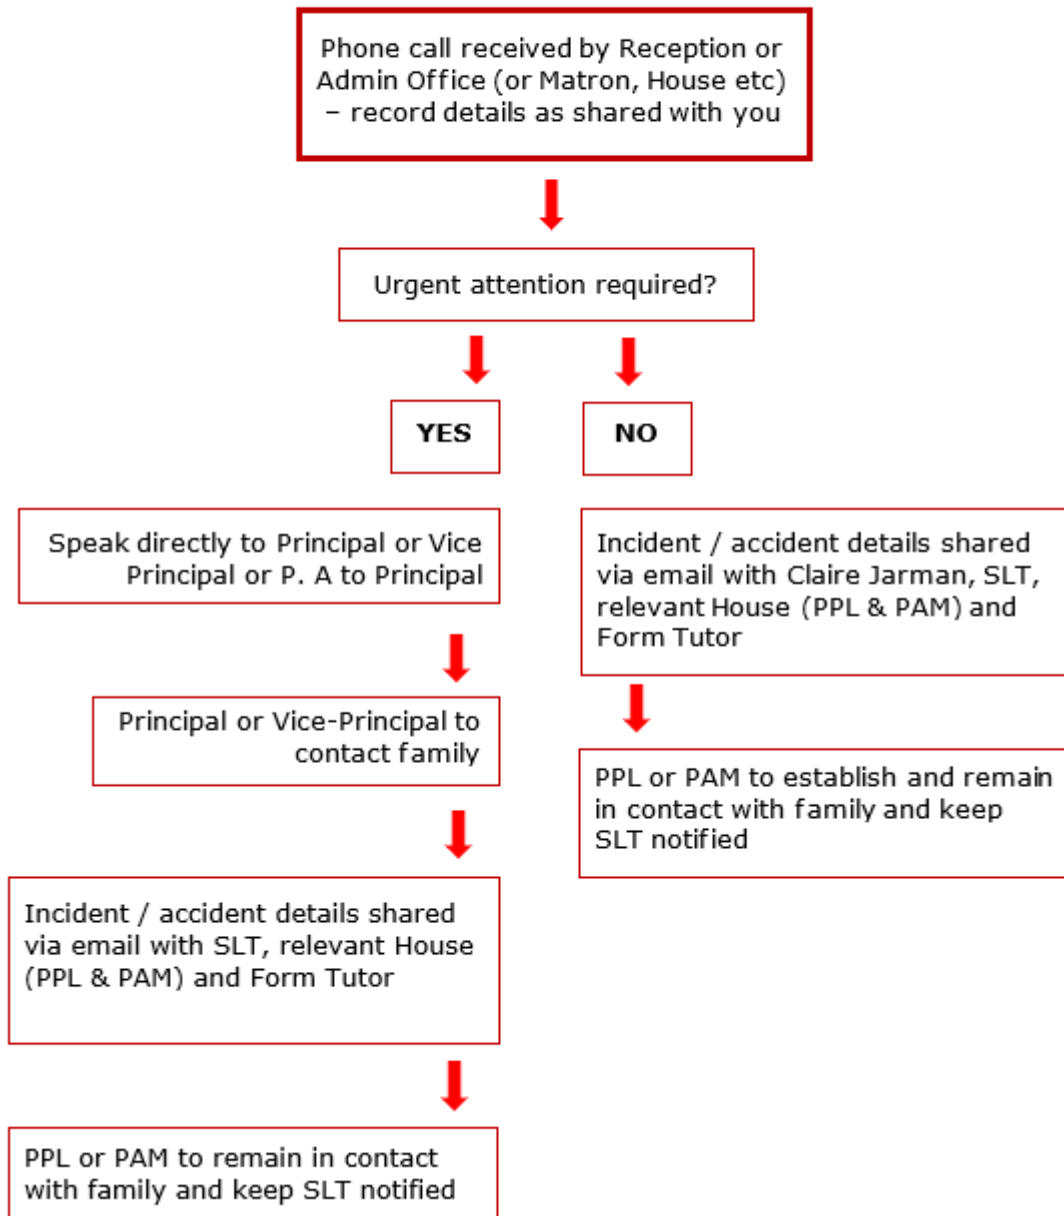 Phone call received by Reception or
Admin Office (or Matron, House etc)
– record details as shared with you
Urgent attention required?
YES
NO
Speak directly to Principal or Vice
Principal or P. A to Principal
Principal or Vice-Principal to
contact family
Incident / accident details shared
via email with SLT, relevant House
(PPL & PAM) and Form Tutor
PPL or PAM to remain in contact
with family and keep SLT notified
Incident / accident details shared
via email with Claire Jarman, SLT,
relevant House (PPL & PAM) and
Form Tutor
PPL or PAM to establish and remain
in contact with family and keep
SLT notified